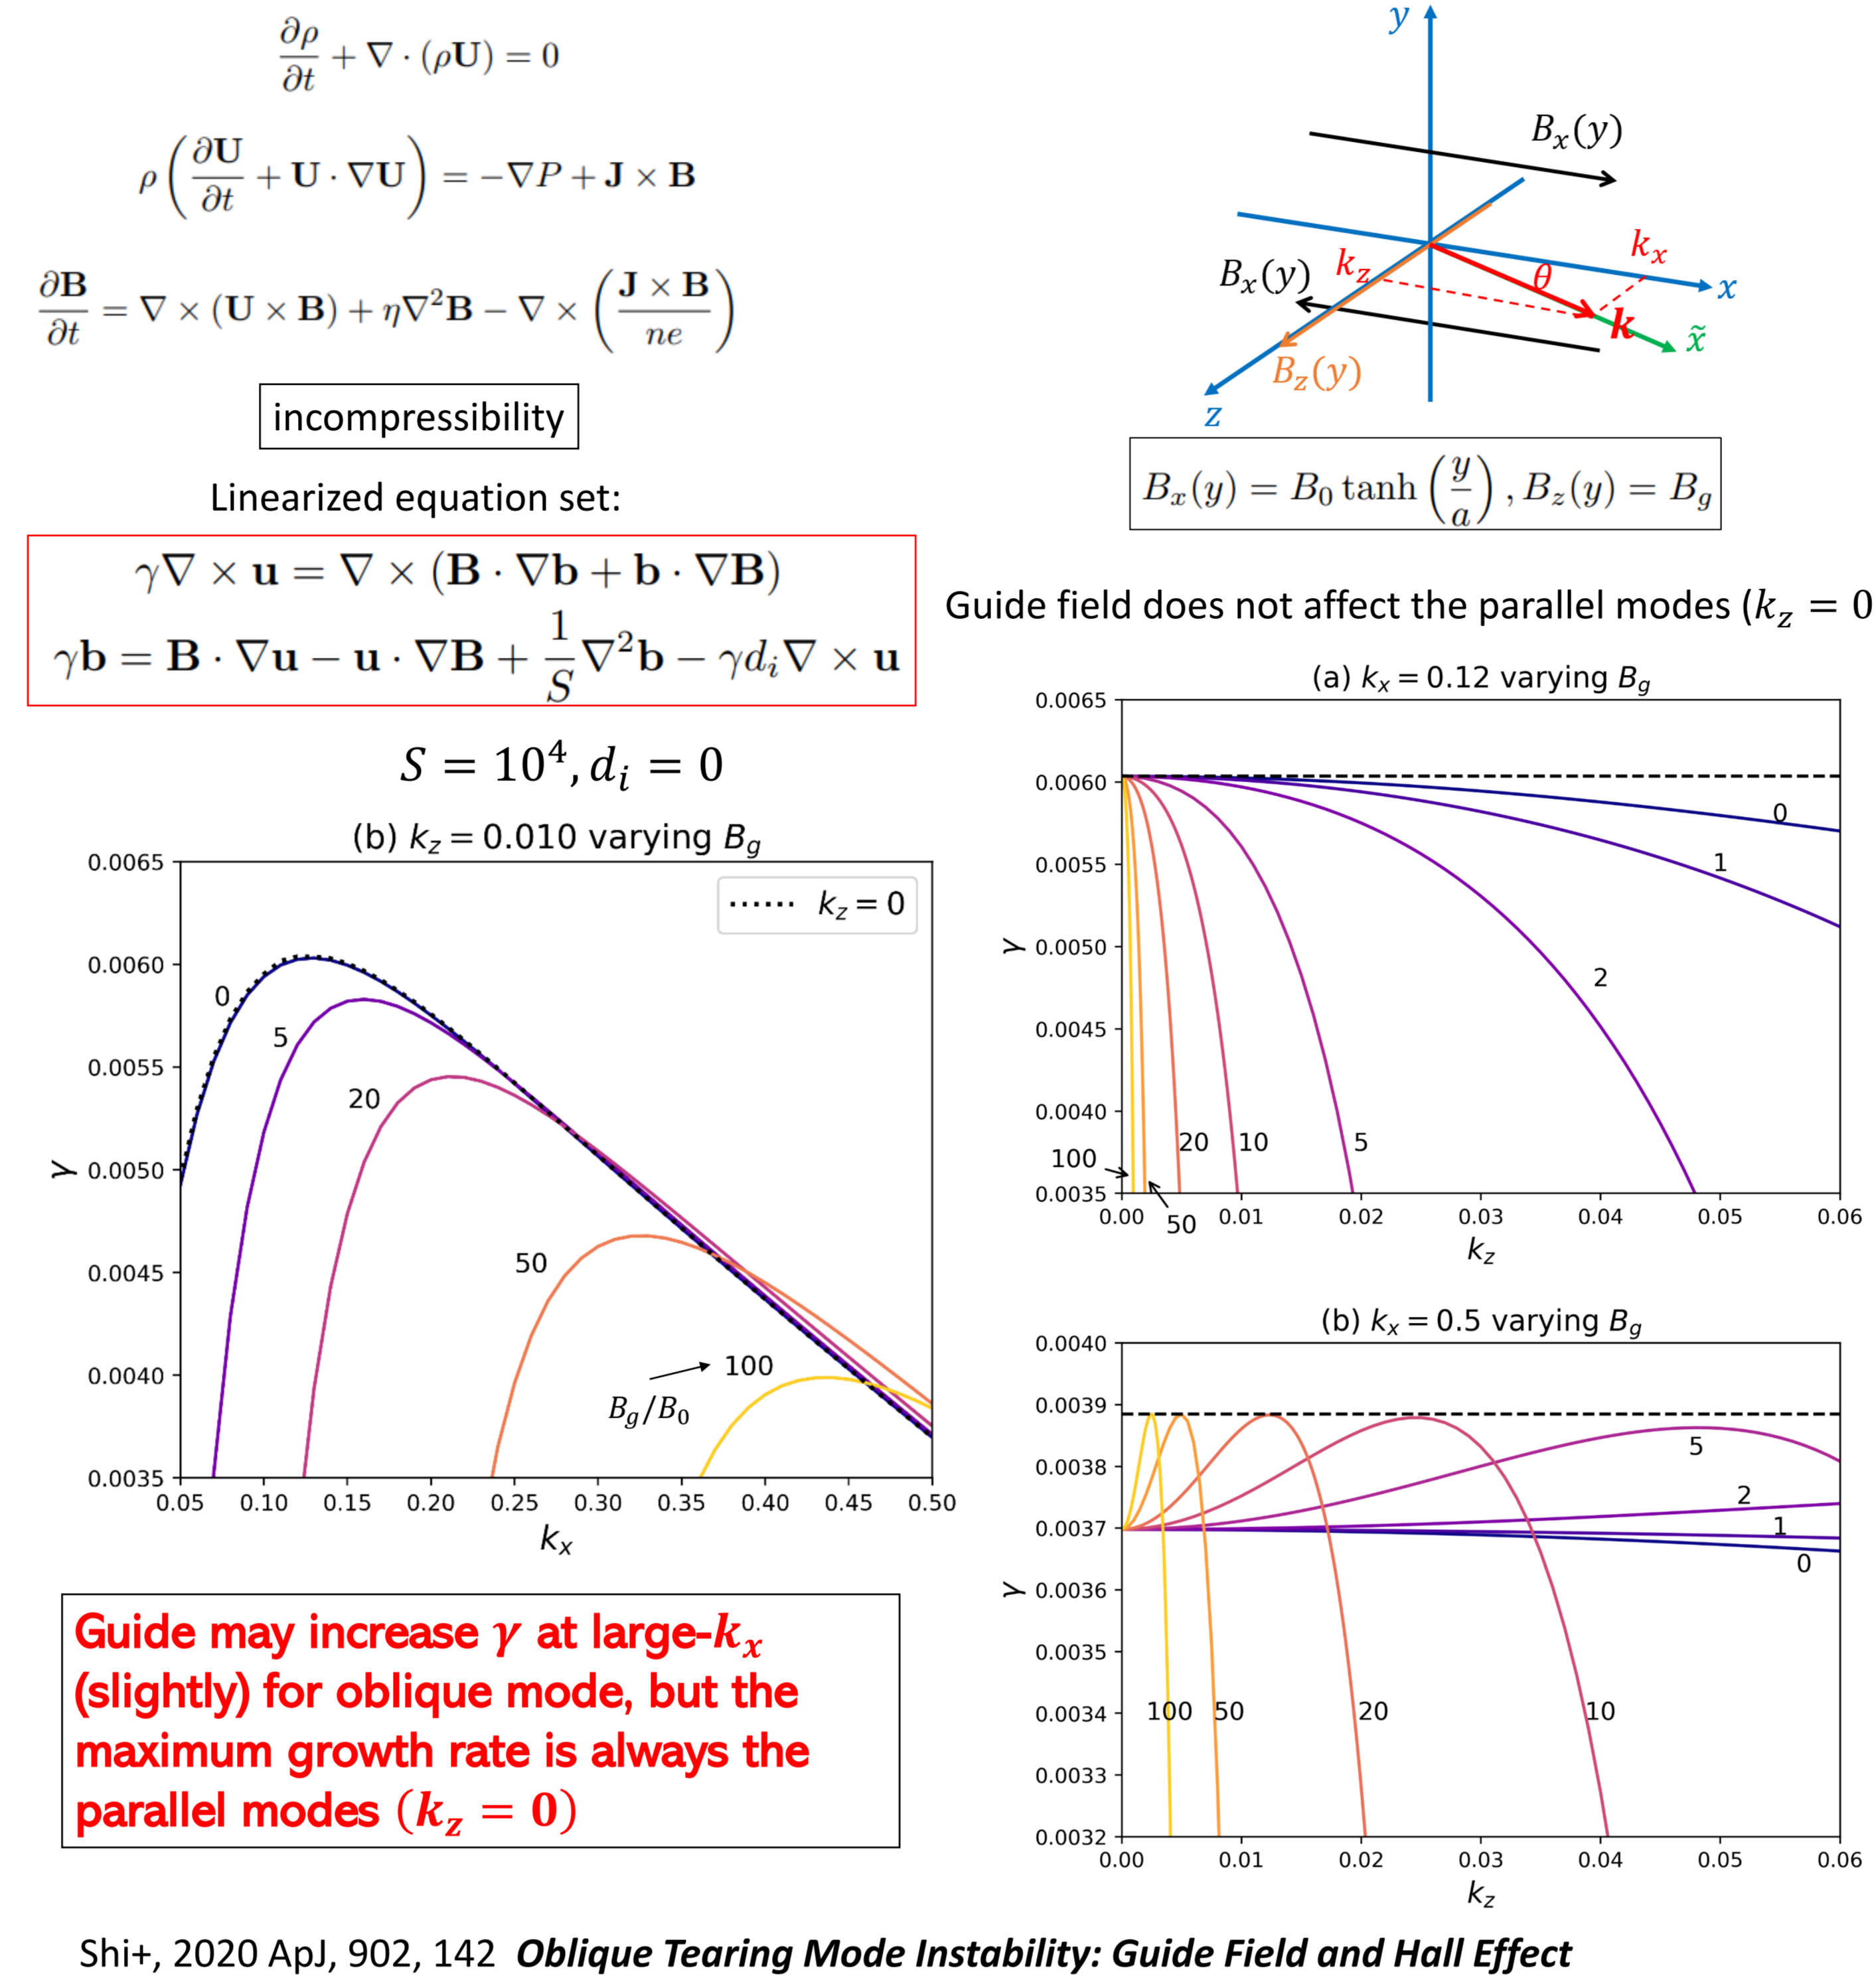 ∂ρ/∂t + ∇ · (ρU) = 0
ρ(∂U/∂t + U · ∇U) = −∇P + J × B
∂B/∂t = ∇ × (U × B) + η∇²B − ∇ × (J × B / ne)
incompressibility
Linearized equation set:
γ∇ × u = ∇ × (B · ∇b + b · ∇B)
γb = B · ∇u − u · ∇B + 1/S ∇²b − γdᵢ∇ × u
S = 10⁴, dᵢ = 0
(b) k_z = 0.010 varying B_g
0.0065
0.0060
0.0055
0.0050
0.0045
0.0040
0.0035
γ
k_z = 0
0
5
20
50
100
B_g/B_0
0.05 0.10 0.15 0.20 0.25 0.30 0.35 0.40 0.45 0.50
k_x
Guide may increase γ at large-k_x
(slightly) for oblique mode, but the
maximum growth rate is always the
parallel modes (k_z = 0)
y
B_x(y)
k_x
B_x(y)
k_z
θ
x
k
x̃
B_z(y)
z
B_x(y) = B_0 tanh (y/a), B_z(y) = B_g
Guide field does not affect the parallel modes (k_z = 0
(a) k_x = 0.12 varying B_g
0.0065
0.0060
0.0055
0.0050
0.0045
0.0040
0.0035
γ
0
1
2
100
20
10
5
50
0.00 0.01 0.02 0.03 0.04 0.05 0.06
k_z
(b) k_x = 0.5 varying B_g
0.0040
0.0039
0.0038
0.0037
0.0036
0.0035
0.0034
0.0033
0.0032
γ
5
2
1
0
100
50
20
10
0.00 0.01 0.02 0.03 0.04 0.05 0.06
k_z
Shi+, 2020 ApJ, 902, 142 Oblique Tearing Mode Instability: Guide Field and Hall Effect